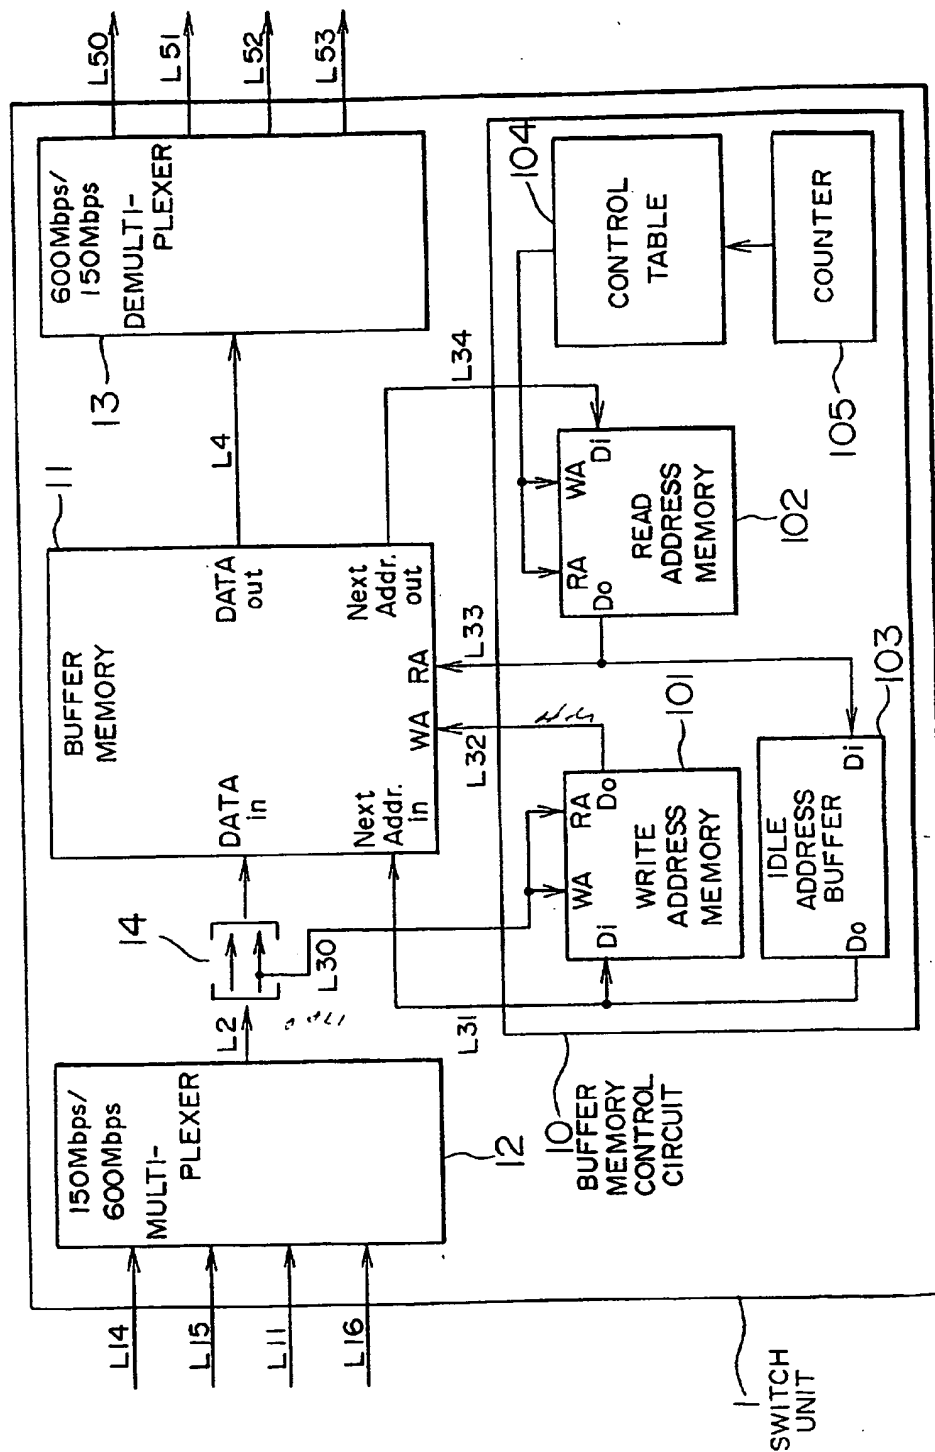 L14
L15
L11
L16
150Mbps/
600Mbps
MULTI-
PLEXER
12
L2
14
L30
11
BUFFER
MEMORY
DATA
in
DATA
out
Next
Addr.
in
WA
RA
Next
Addr.
out
L4
13
600Mbps/
150Mbps
DEMULTI-
PLEXER
L50
L51
L52
L53
L31
L32
L33
L34
10
BUFFER
MEMORY
CONTROL
CIRCUIT
WA
RA
Di
Do
WRITE
ADDRESS
MEMORY
101
RA
WA
Do
Di
READ
ADDRESS
MEMORY
102
104
CONTROL
TABLE
COUNTER
105
IDLE
ADDRESS
BUFFER
Do
Di
103
1
SWITCH
UNIT